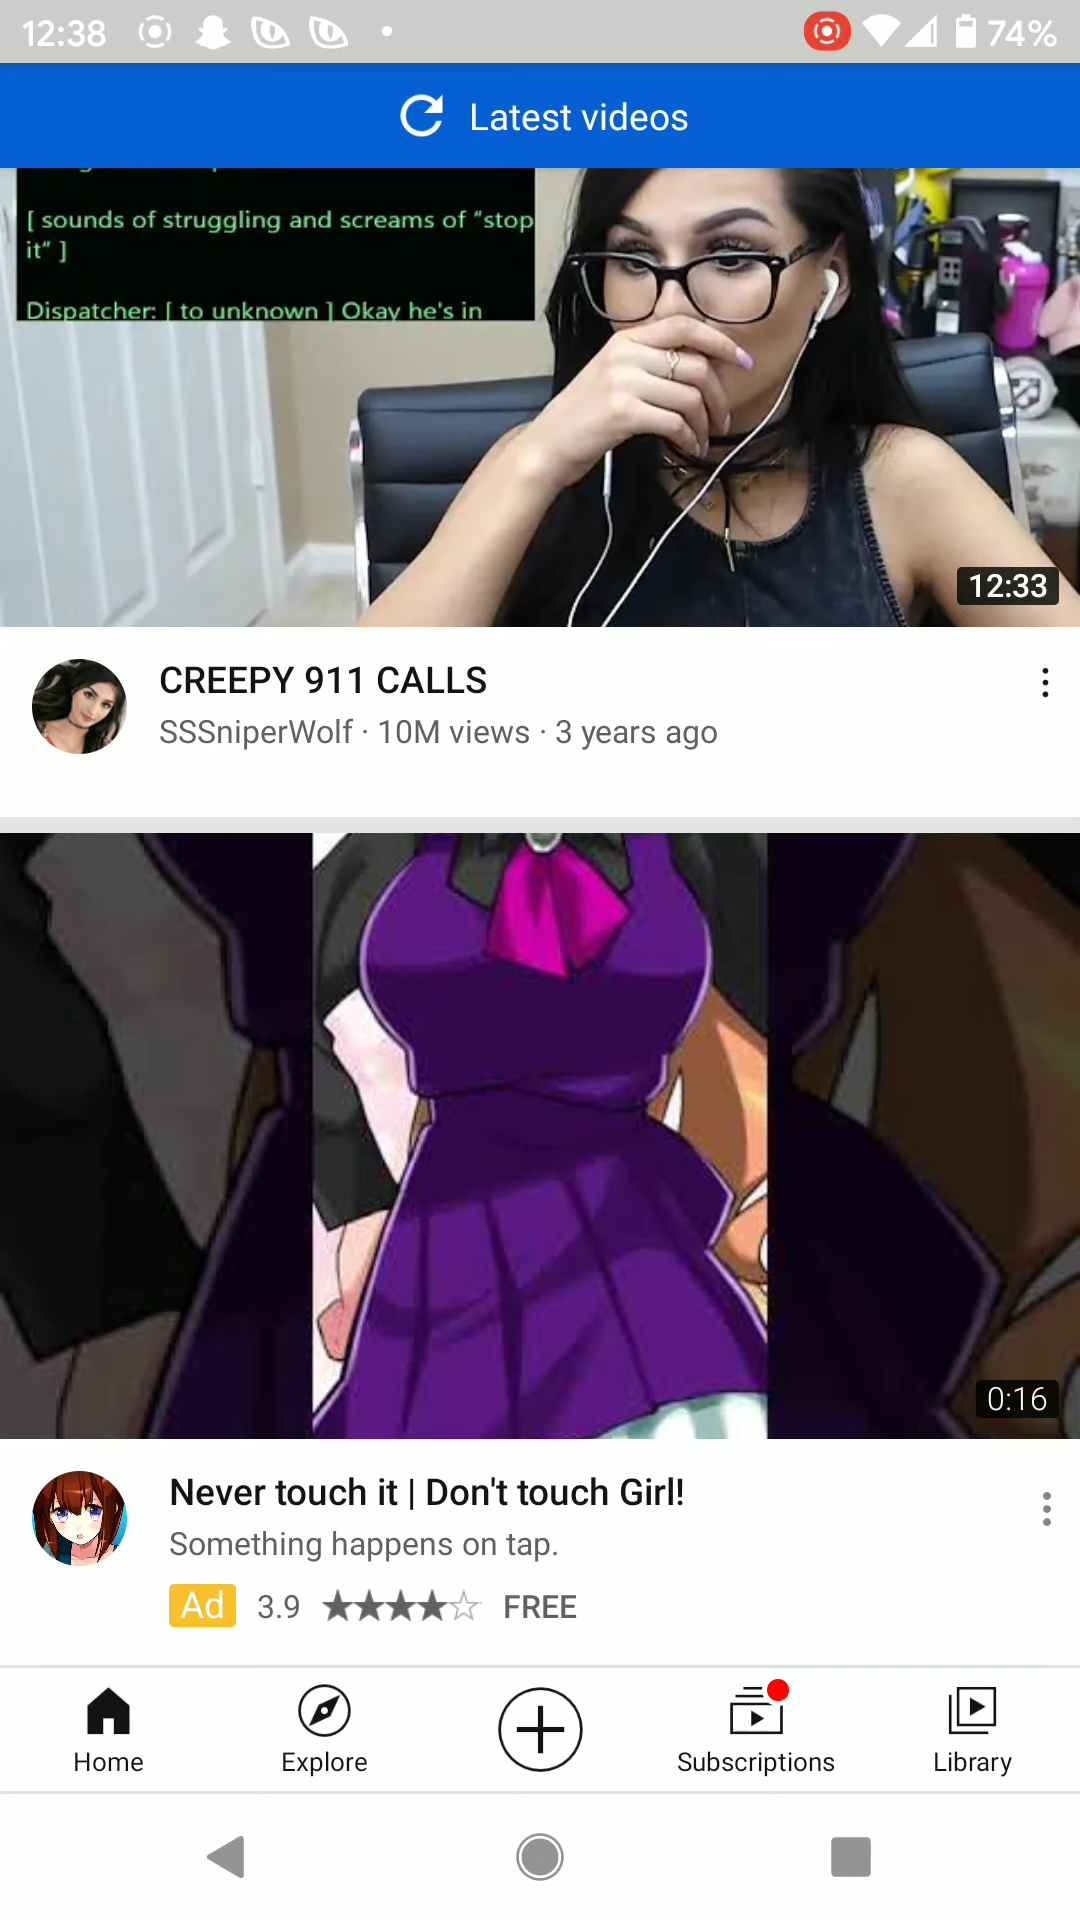 12:38
74%
Latest videos
[ sounds of struggling and screams of “stop
it” ]
Dispatcher: [ to unknown ] Okay he's in
12:33
CREEPY 911 CALLS
SSSniperWolf · 10M views · 3 years ago
0:16
Never touch it | Don't touch Girl!
Something happens on tap.
Ad 3.9 FREE
Home
Explore
Subscriptions
Library